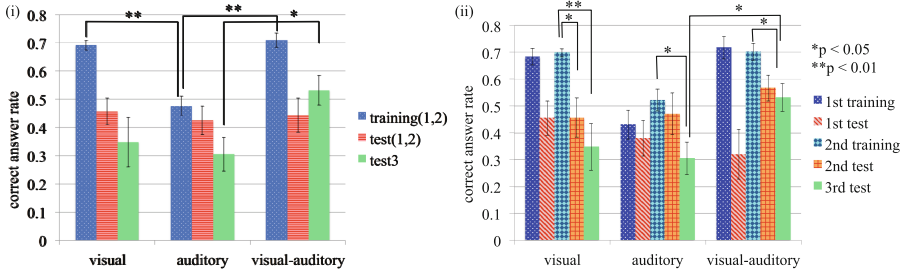 (i)
**
**
*
correct answer rate
0.8
0.7
0.6
0.5
0.4
0.3
0.2
0.1
0
visual
auditory
visual-auditory
training(1,2)
test(1,2)
test3
(ii)
**
*
*
*
*
correct answer rate
0.8
0.7
0.6
0.5
0.4
0.3
0.2
0.1
0
visual
auditory
visual-auditory
*p < 0.05
**p < 0.01
1st training
1st test
2nd training
2nd test
3rd test